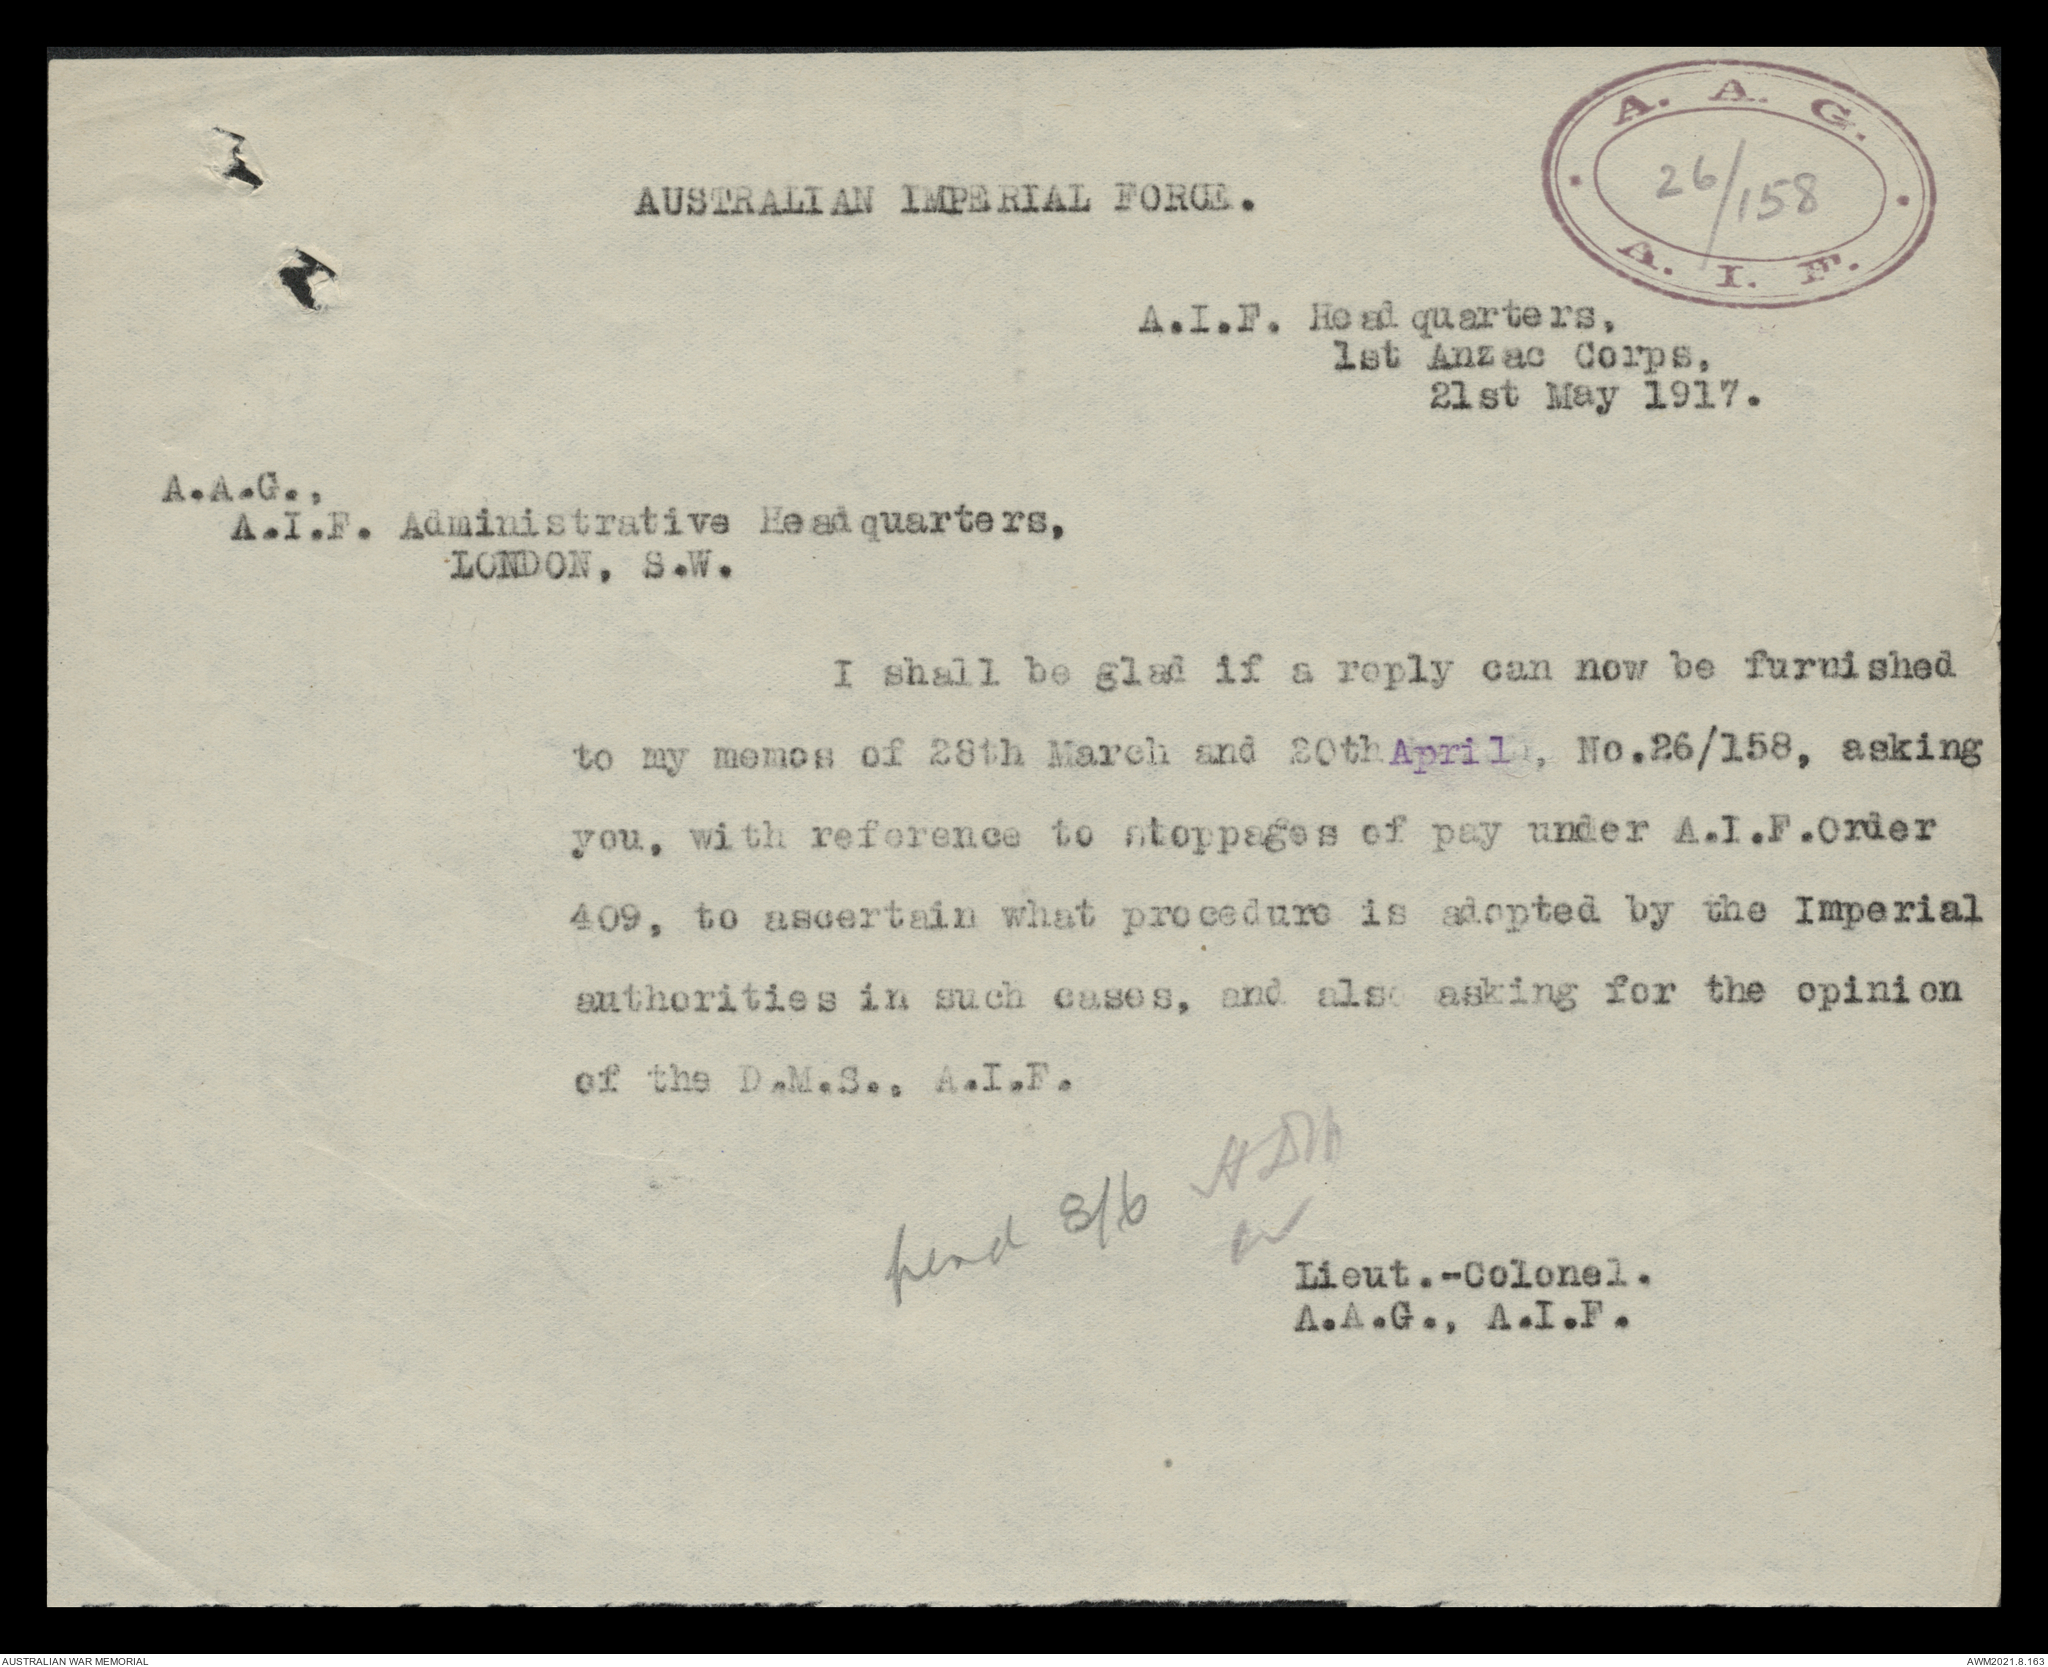 A. A. G.
26/158
A. I. F.
AUSTRALIAN IMPERIAL FORCE.
A.I.F. Headquarters,
1st Anzac Corps,
21st May 1917.
A.A.G.,
A.I.F. Administrative Headquarters,
LONDON, S.W.
I shall be glad if a reply can now be furnished
to my memos of 28th March and 20th April, No.26/158, asking
you, with reference to stoppages of pay under A.I.F.Order
409, to ascertain what procedure is adopted by the Imperial
authorities in such cases, and also asking for the opinion
of the D.M.S., A.I.F.
pend 8/6
Lieut.-Colonel.
A.A.G., A.I.F.
AUSTRALIAN WAR MEMORIAL
AWM2021.8.163